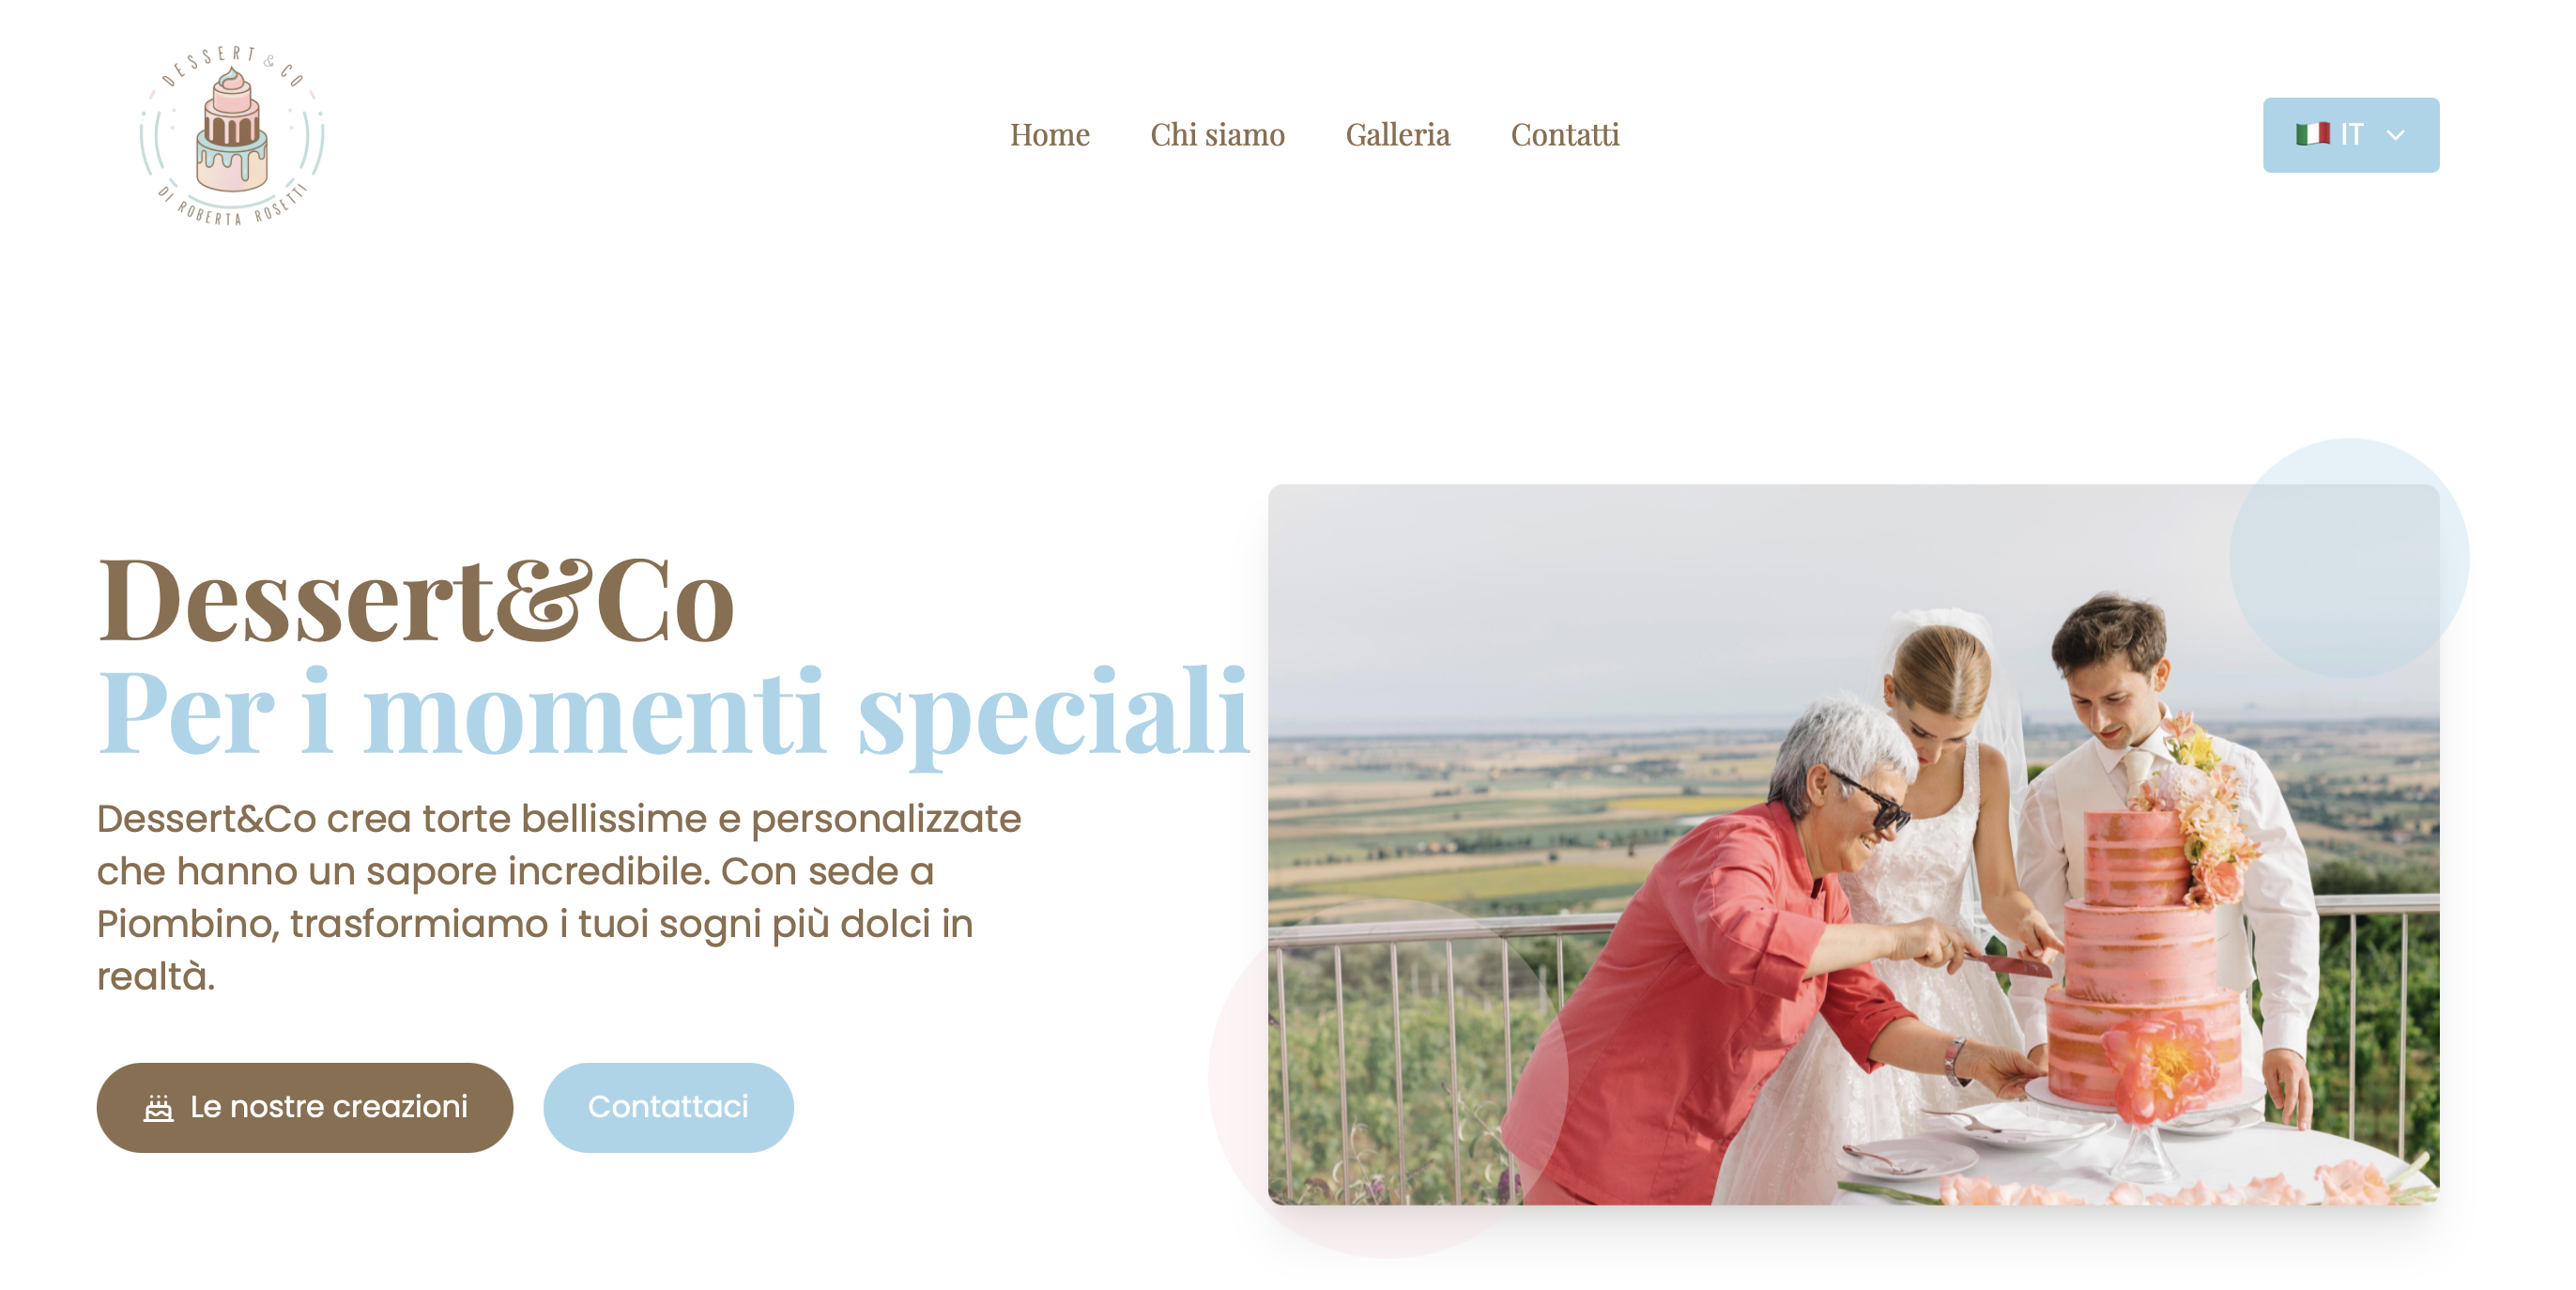 DESSERT & CO
DI ROBERTA ROSETTI
Home
Chi siamo
Galleria
Contatti
IT
Dessert&Co
Per i momenti speciali
Dessert&Co crea torte bellissime e personalizzate
che hanno un sapore incredibile. Con sede a
Piombino, trasformiamo i tuoi sogni più dolci in
realtà.
Le nostre creazioni
Contattaci